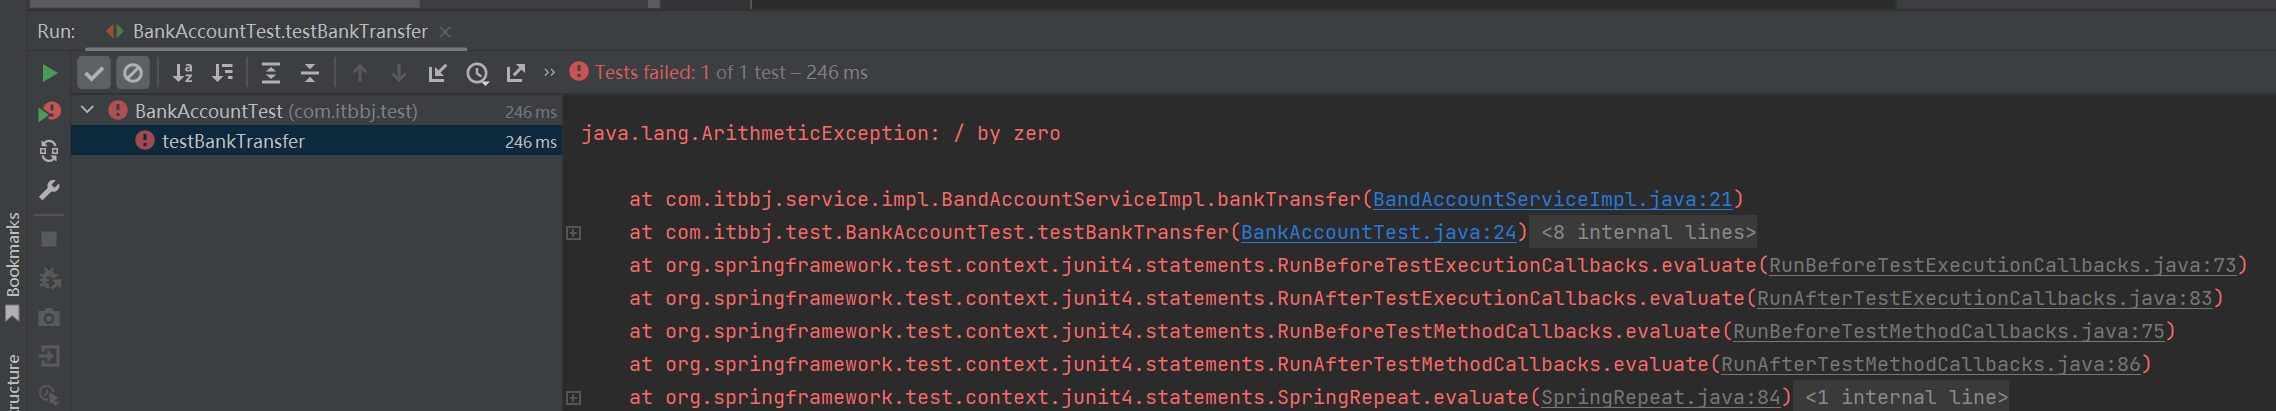 Run: BankAccountTest.testBankTransfer
Tests failed: 1 of 1 test – 246 ms
BankAccountTest (com.itbbj.test) 246 ms
testBankTransfer 246 ms
java.lang.ArithmeticException: / by zero
at com.itbbj.service.impl.BandAccountServiceImpl.bankTransfer(BandAccountServiceImpl.java:21)
at com.itbbj.test.BankAccountTest.testBankTransfer(BankAccountTest.java:24) <8 internal lines>
at org.springframework.test.context.junit4.statements.RunBeforeTestExecutionCallbacks.evaluate(RunBeforeTestExecutionCallbacks.java:73)
at org.springframework.test.context.junit4.statements.RunAfterTestExecutionCallbacks.evaluate(RunAfterTestExecutionCallbacks.java:83)
at org.springframework.test.context.junit4.statements.RunBeforeTestMethodCallbacks.evaluate(RunBeforeTestMethodCallbacks.java:75)
at org.springframework.test.context.junit4.statements.RunAfterTestMethodCallbacks.evaluate(RunAfterTestMethodCallbacks.java:86)
at org.springframework.test.context.junit4.statements.SpringRepeat.evaluate(SpringRepeat.java:84) <1 internal line>
Bookmarks
ructure